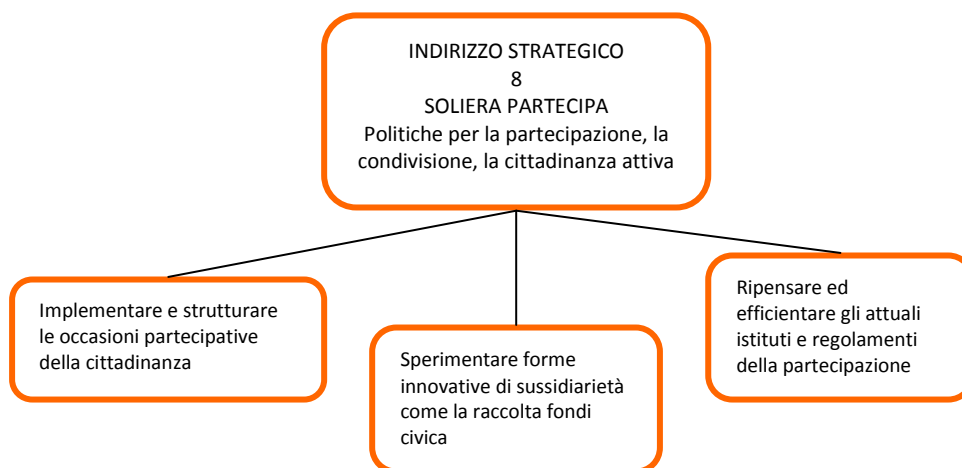 INDIRIZZO STRATEGICO
8
SOLIERA PARTECIPA
Politiche per la partecipazione, la
condivisione, la cittadinanza attiva
Implementare e strutturare
le occasioni partecipative
della cittadinanza
Sperimentare forme
innovative di sussidiarietà
come la raccolta fondi
civica
Ripensare ed
efficientare gli attuali
istituti e regolamenti
della partecipazione